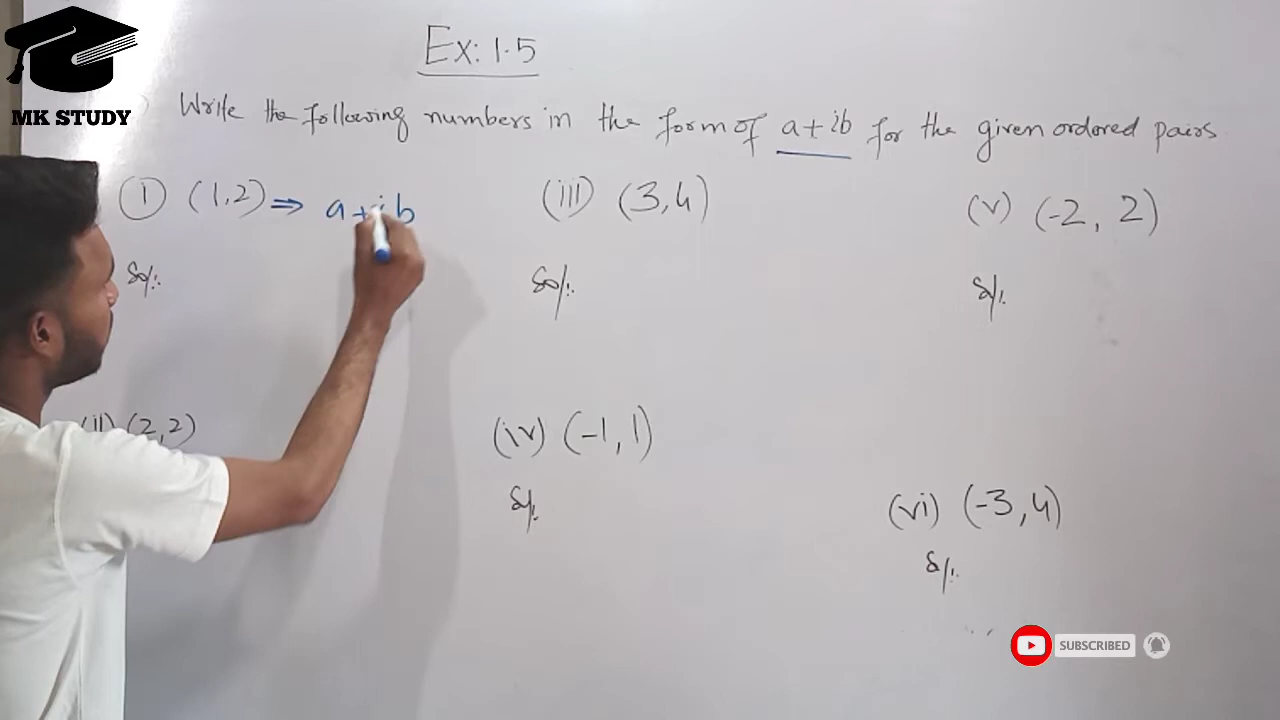 MK STUDY
Ex: 1.5
Write the following numbers in the form of a+ib for the given ordered pairs
(i) (1,2) ⇒ a+ib
(iii) (3,4)
(v) (-2, 2)
Sol:
Sol:
Sol:
(ii) (2,2)
(iv) (-1,1)
Sol:
(vi) (-3,4)
Sol:
SUBSCRIBED